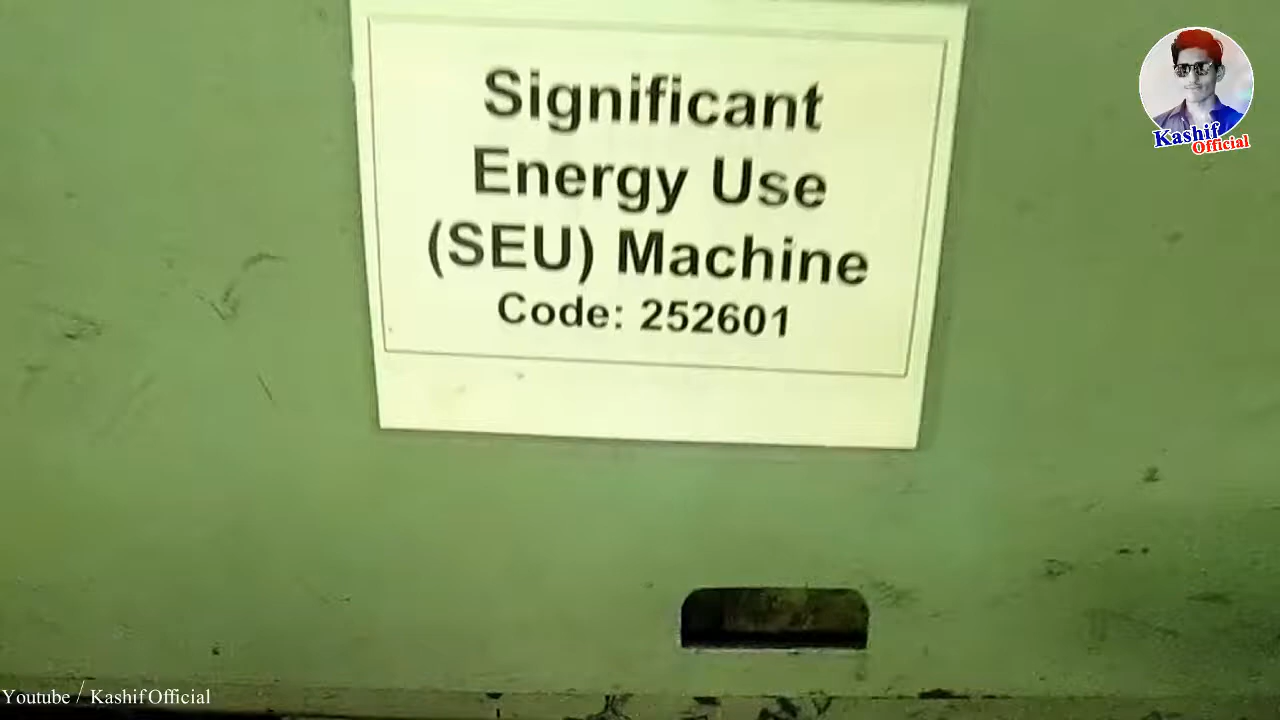 Significant
Energy Use
(SEU) Machine
Code: 252601
Kashif
Official
Youtube / Kashif Official